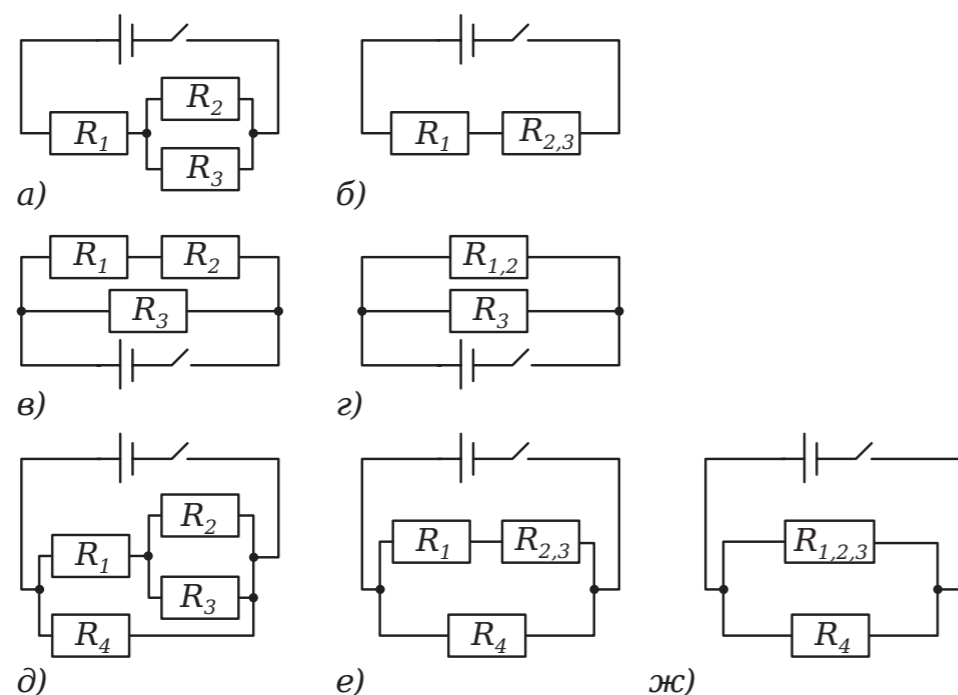 R2
R1
R3
а)
R1
R2,3
б)
R1 R2
R3
в)
R1,2
R3
г)
R2
R1
R3
R4
д)
R1 R2,3
R4
е)
R1,2,3
R4
ж)